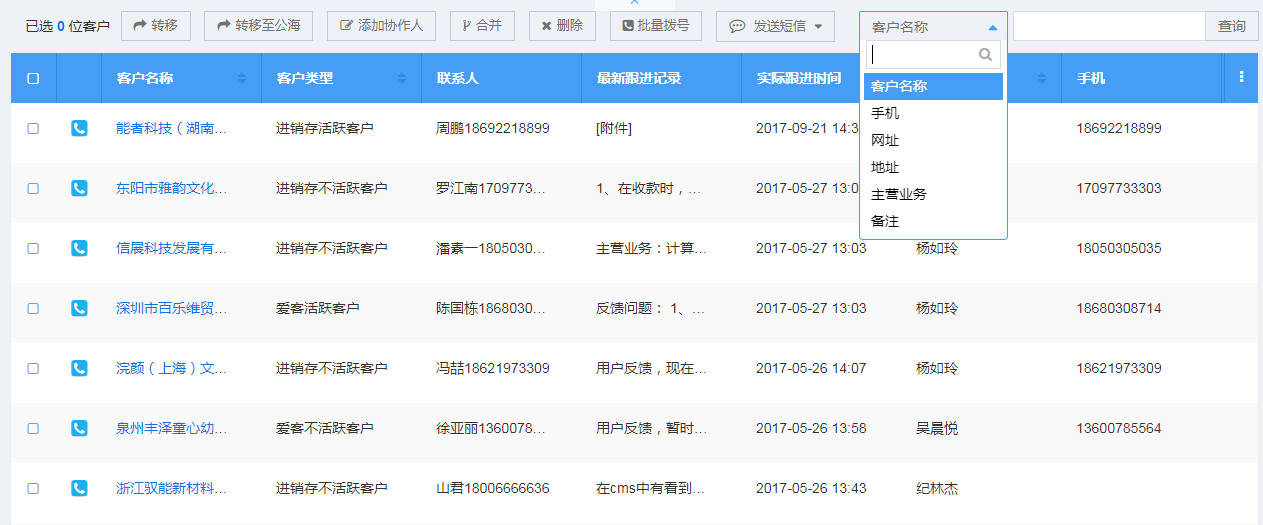 已选 0 位客户 转移 转移至公海 添加协作人 合并 删除 批量拨号 发送短信 客户名称 查询
客户名称 客户类型 联系人 最新跟进记录 实际跟进时间 手机
客户名称
手机
网址
地址
主营业务
备注
能者科技（湖南… 进销存活跃客户 周鹏18692218899 [附件] 2017-09-21 14:3 18692218899
东阳市雅韵文化… 进销存不活跃客户 罗江南1709773… 1、在收款时，… 2017-05-27 13:0 17097733303
信展科技发展有… 进销存不活跃客户 潘素一1805030… 主营业务：计算… 2017-05-27 13:03 杨如玲 18050305035
深圳市百乐维贸… 爱客活跃客户 陈国栋1868030… 反馈问题： 1、… 2017-05-27 13:03 杨如玲 18680308714
浣颜（上海）文… 进销存活跃客户 冯喆18621973309 用户反馈，现在… 2017-05-26 14:07 杨如玲 18621973309
泉州丰泽童心幼… 爱客不活跃客户 徐亚丽1360078… 用户反馈，暂时… 2017-05-26 13:58 吴晨悦 13600785564
浙江驭能新材料… 进销存不活跃客户 山君18006666636 在cms中有看到… 2017-05-26 13:43 纪林杰